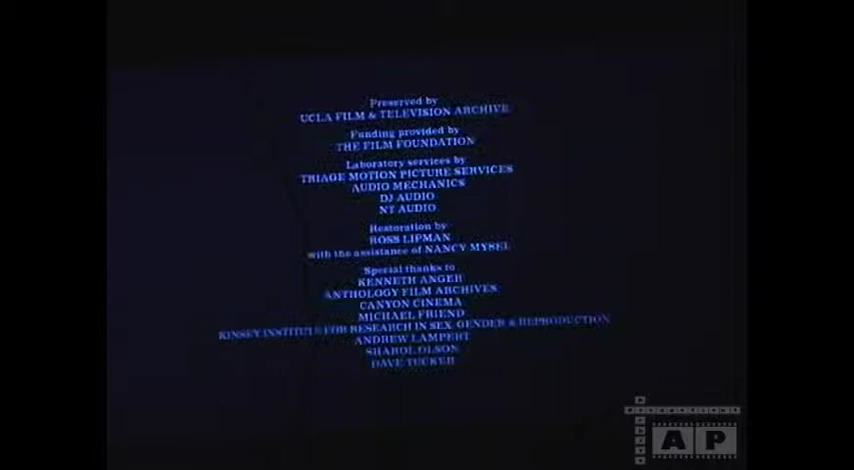 Preserved by
UCLA FILM & TELEVISION ARCHIVE
Funding provided by
THE FILM FOUNDATION
Laboratory services by
TRIAGE MOTION PICTURE SERVICES
AUDIO MECHANICS
DJ AUDIO
NT AUDIO
Restoration by
ROSS LIPMAN
with the assistance of NANCY MYSEL
Special thanks to
KENNETH ANGER
ANTHOLOGY FILM ARCHIVES
CANYON CINEMA
MICHAEL FRIEND
KINSEY INSTITUTE FOR RESEARCH IN SEX GENDER & REPRODUCTION
ANDREW LAMPERT
SHAROL OLSON
DAVE TUCKER
AP